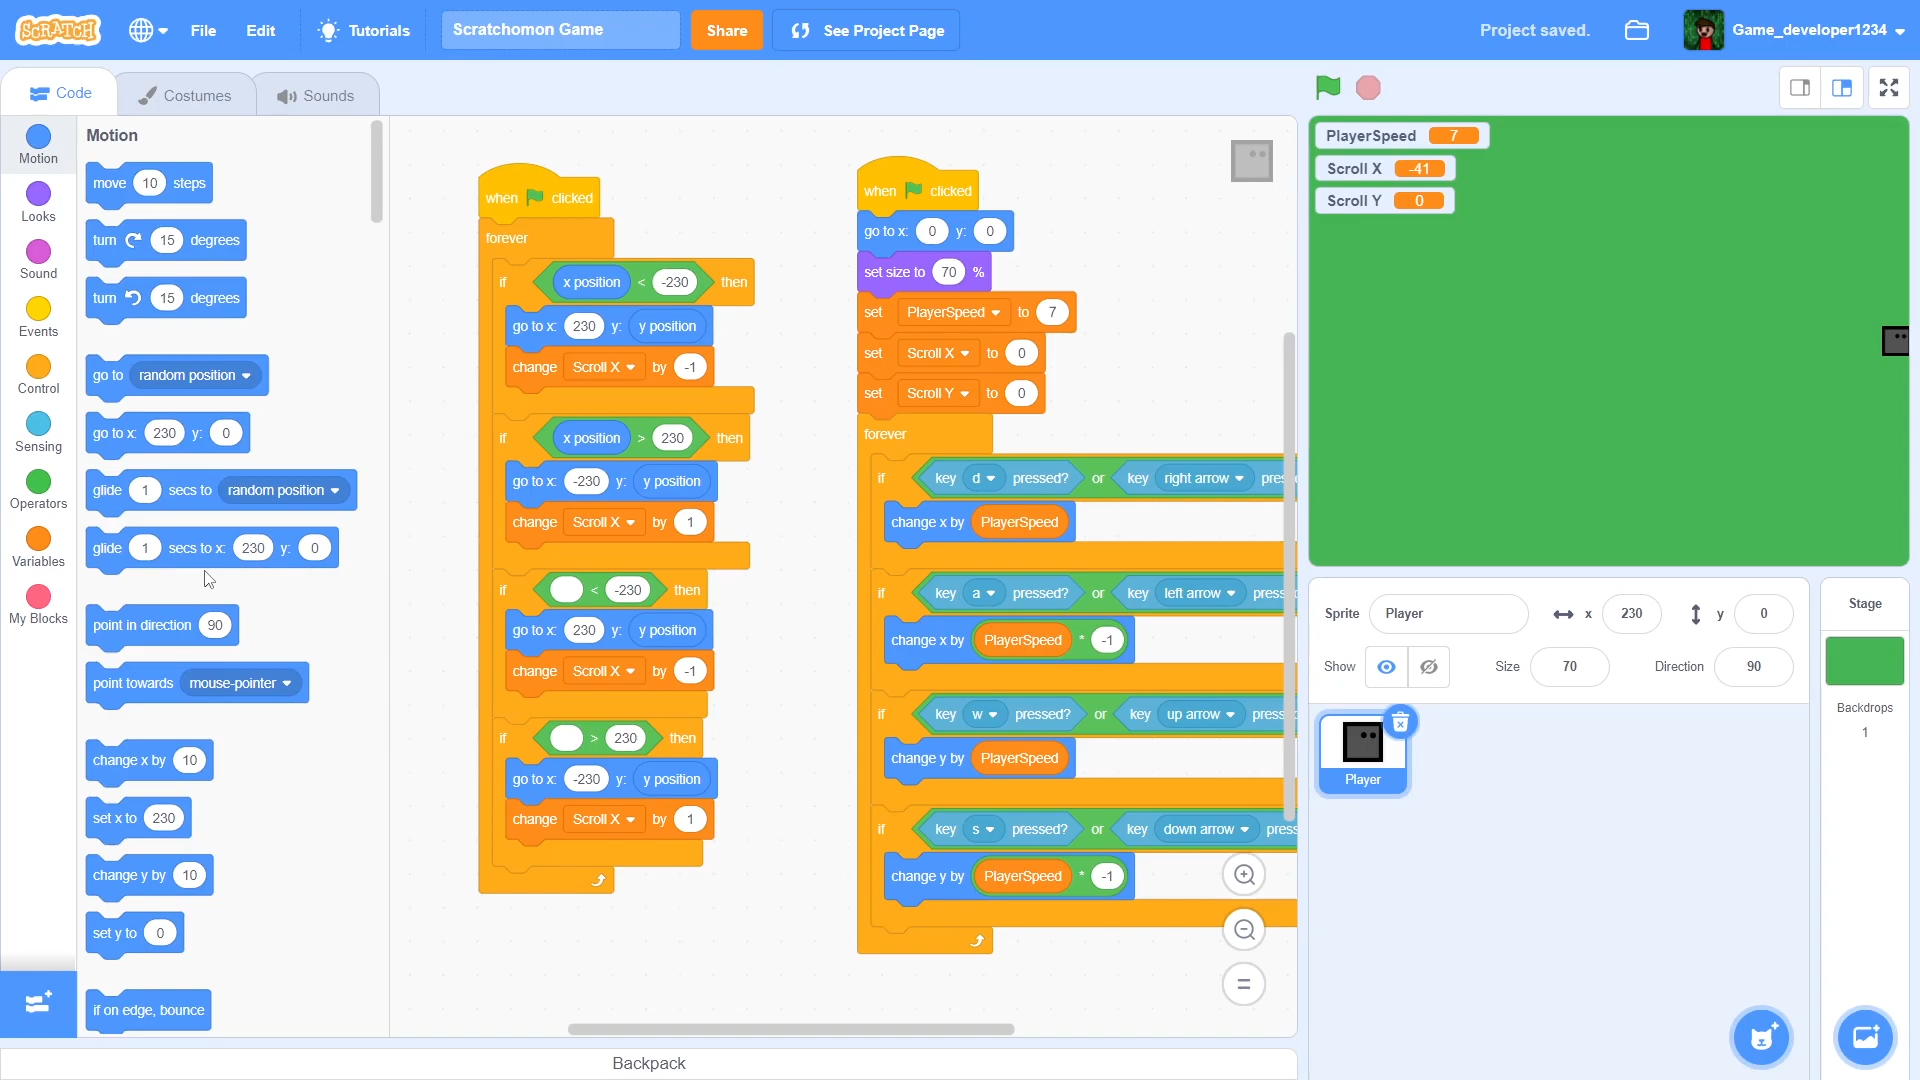 SCRATCH File Edit Tutorials Scratchomon Game Share See Project Page Project saved. Game_developer1234
Code Costumes Sounds
Motion
Looks
Sound
Events
Control
Sensing
Operators
Variables
My Blocks
Motion
move 10 steps
turn 15 degrees
turn 15 degrees
go to random position
go to x: 230 y: 0
glide 1 secs to random position
glide 1 secs to x: 230 y: 0
point in direction 90
point towards mouse-pointer
change x by 10
set x to 230
change y by 10
set y to 0
if on edge, bounce
when clicked
forever
if x position < -230 then
go to x: 230 y: y position
change Scroll X by -1
if x position > 230 then
go to x: -230 y: y position
change Scroll X by 1
if < -230 then
go to x: 230 y: y position
change Scroll X by -1
if > 230 then
go to x: -230 y: y position
change Scroll X by 1
when clicked
go to x: 0 y: 0
set size to 70 %
set PlayerSpeed to 7
set Scroll X to 0
set Scroll Y to 0
forever
if key d pressed? or key right arrow pres
change x by PlayerSpeed
if key a pressed? or key left arrow press
change x by PlayerSpeed * -1
if key w pressed? or key up arrow press
change y by PlayerSpeed
if key s pressed? or key down arrow press
change y by PlayerSpeed * -1
PlayerSpeed 7
Scroll X -41
Scroll Y 0
Sprite Player x 230 y 0
Show Size 70 Direction 90
Player
Stage
Backdrops
1
Backpack